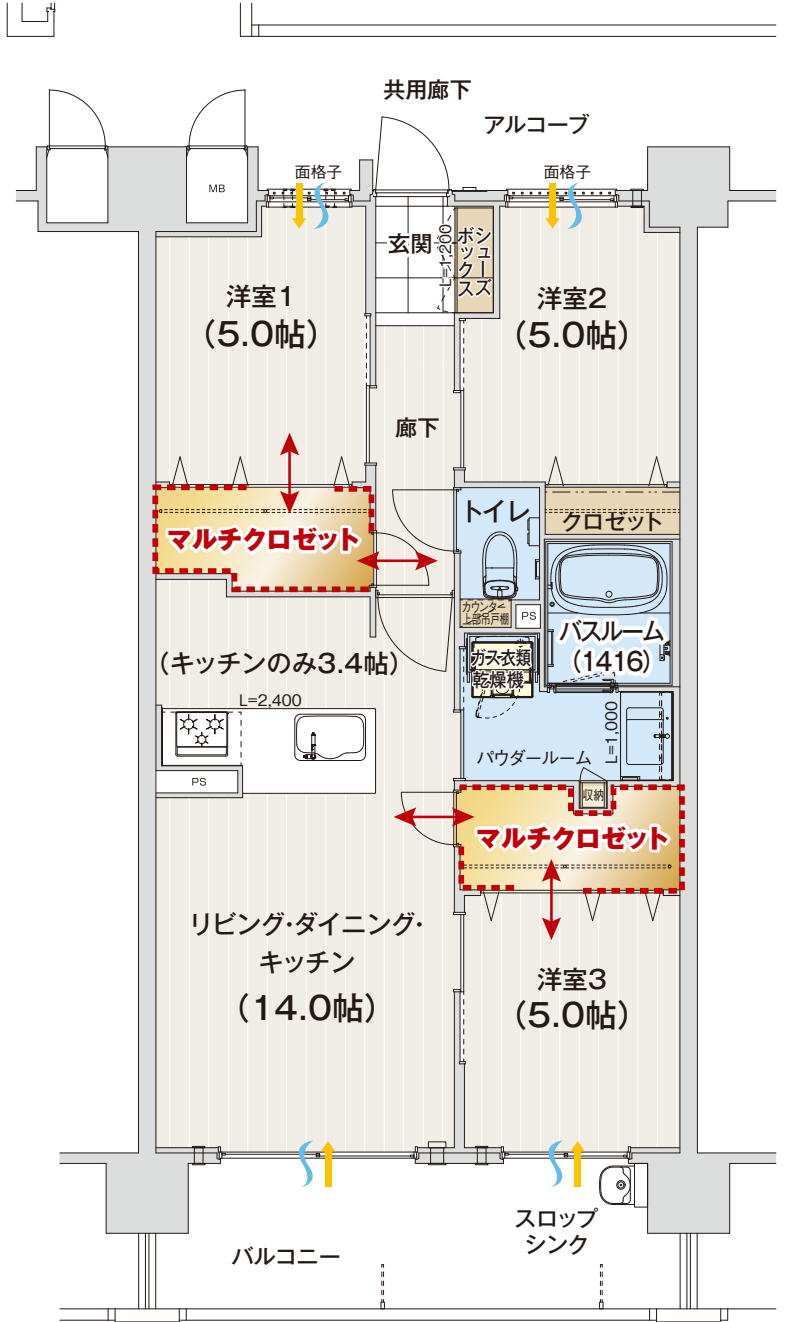 共用廊下
アルコーブ
面格子
面格子
MB
玄関
L=1,200
シューズ
ボックス
洋室1
(5.0帖)
洋室2
(5.0帖)
廊下
トイレ
クロゼット
マルチクロゼット
カウンター
上部吊戸棚
PS
バスルーム
(1416)
ガス衣類
乾燥機
(キッチンのみ3.4帖)
L=2,400
L=1,000
パウダールーム
PS
収納
マルチクロゼット
リビング・ダイニング・
キッチン
(14.0帖)
洋室3
(5.0帖)
スロップ
シンク
バルコニー